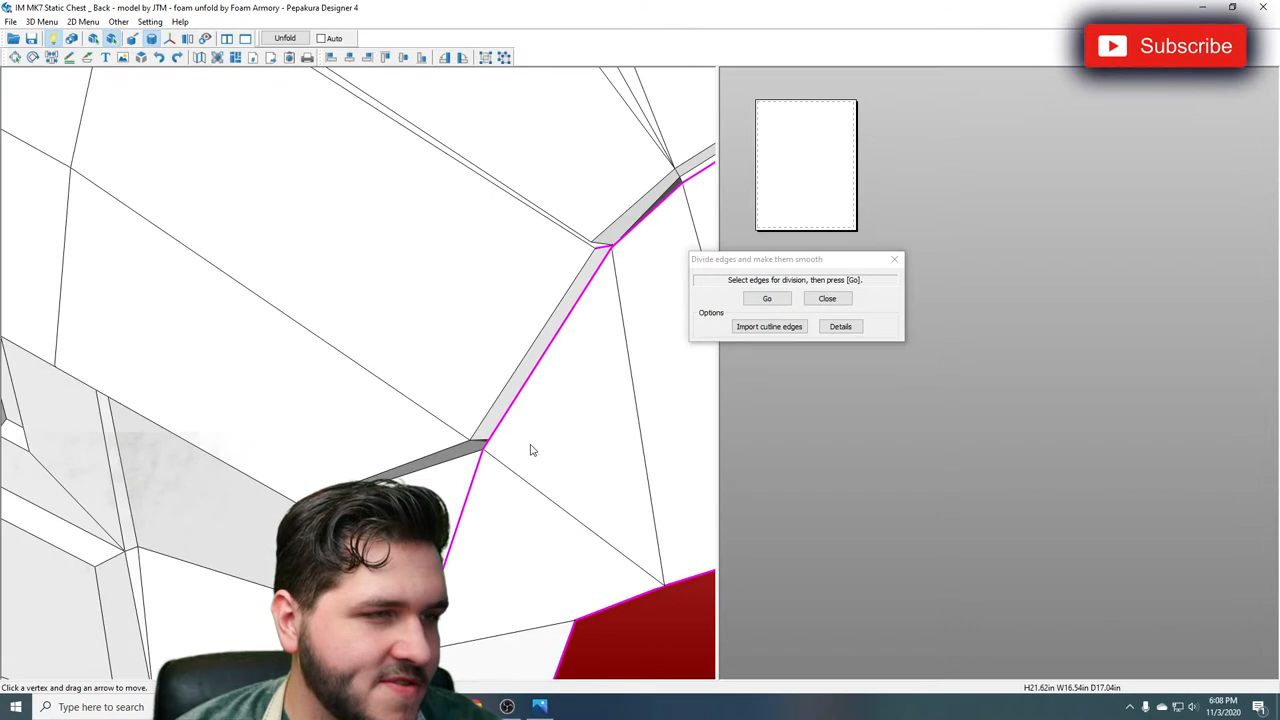 IM MK7 Static Chest _ Back - model by JTM - foam unfold by Foam Armory - Pepakura Designer 4
File 3D Menu 2D Menu Other Setting Help
Unfold Auto
Subscribe
Divide edges and make them smooth
Select edges for division, then press [Go].
Go Close
Options
Import cutline edges Details
Click a vertex and drag an arrow to move.
H21.62in W16.54in D17.04in
Type here to search
6:08 PM
11/3/2020